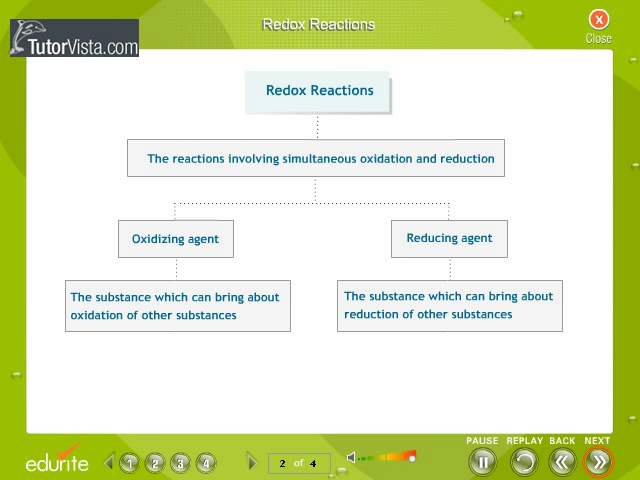 Redox Reactions
Close
TutorVista.com
Redox Reactions
The reactions involving simultaneous oxidation and reduction
Oxidizing agent
Reducing agent
The substance which can bring about
oxidation of other substances
The substance which can bring about
reduction of other substances
PAUSE REPLAY BACK NEXT
edurite
1 2 3 4
2 of 4